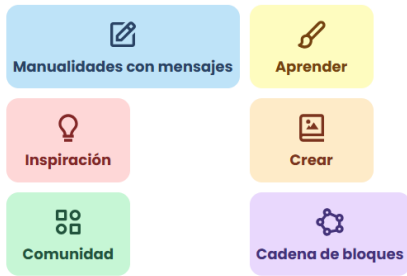 Manualidades con mensajes
Aprender
Inspiración
Crear
Comunidad
Cadena de bloques